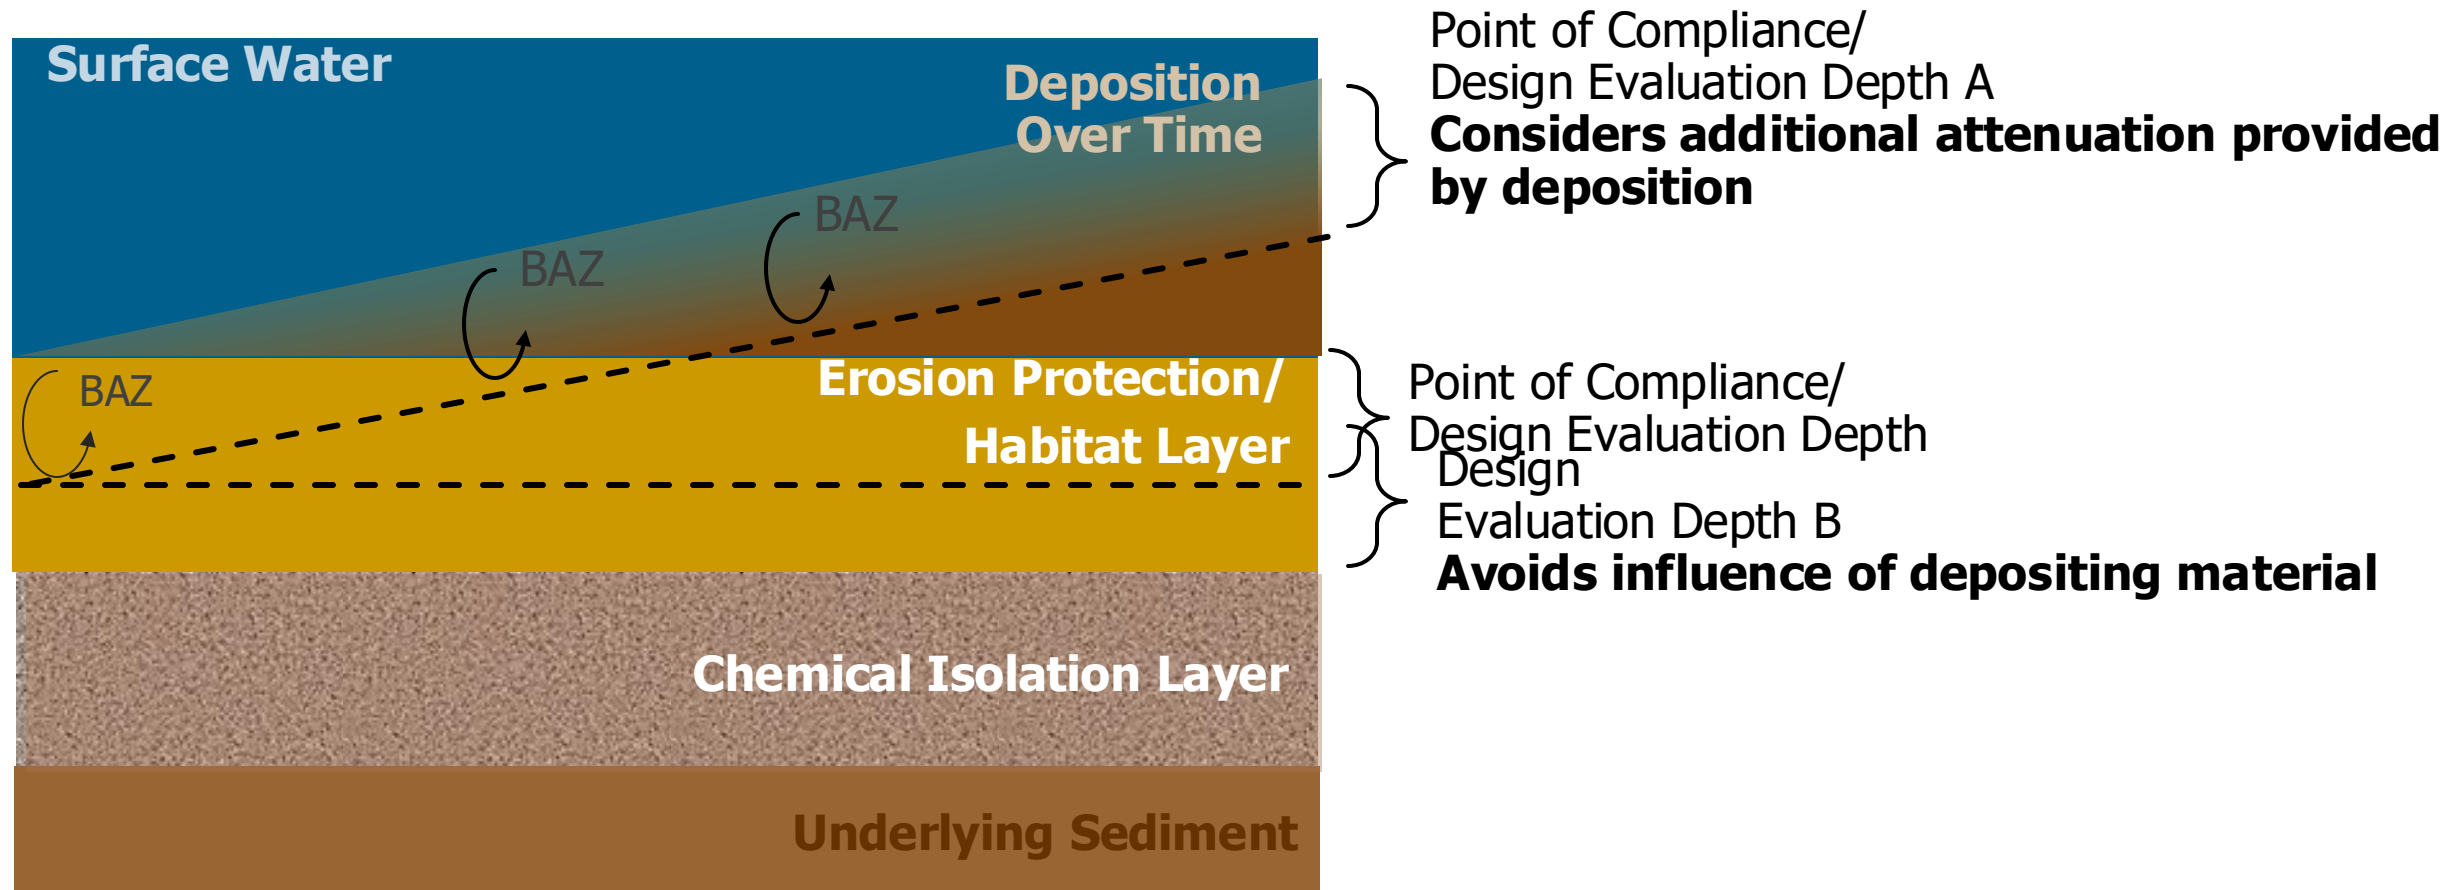 Surface Water
Deposition
Over Time
BAZ
BAZ
BAZ
Erosion Protection/
Habitat Layer
Chemical Isolation Layer
Underlying Sediment
Point of Compliance/
Design Evaluation Depth A
Considers additional attenuation provided
by deposition
Point of Compliance/
Design Evaluation Depth
Design
Evaluation Depth B
Avoids influence of depositing material